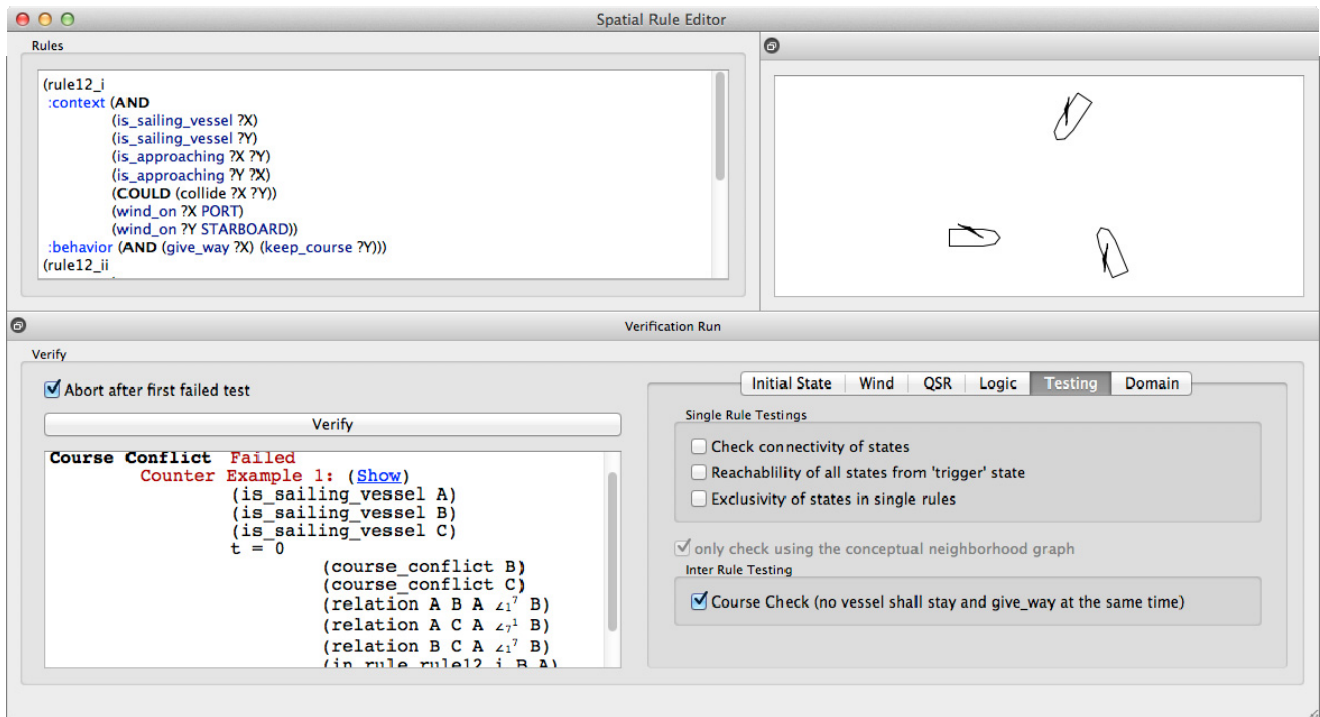 Spatial Rule Editor
Rules
(rule12_i
:context (AND
(is_sailing_vessel ?X)
(is_sailing_vessel ?Y)
(is_approaching ?X ?Y)
(is_approaching ?Y ?X)
(COULD (collide ?X ?Y))
(wind_on ?X PORT)
(wind_on ?Y STARBOARD))
:behavior (AND (give_way ?X) (keep_course ?Y)))
(rule12_ii
Verification Run
Verify
Abort after first failed test
Verify
Course Conflict Failed
Counter Example 1: (Show)
(is_sailing_vessel A)
(is_sailing_vessel B)
(is_sailing_vessel C)
t = 0
(course_conflict B)
(course_conflict C)
(relation A B A ∠₁⁷ B)
(relation A C A ∠₇¹ B)
(relation B C A ∠₁⁷ B)
(in_rule rule12_i B A)
Initial State Wind QSR Logic Testing Domain
Single Rule Testings
Check connectivity of states
Reachablility of all states from 'trigger' state
Exclusivity of states in single rules
only check using the conceptual neighborhood graph
Inter Rule Testing
Course Check (no vessel shall stay and give_way at the same time)